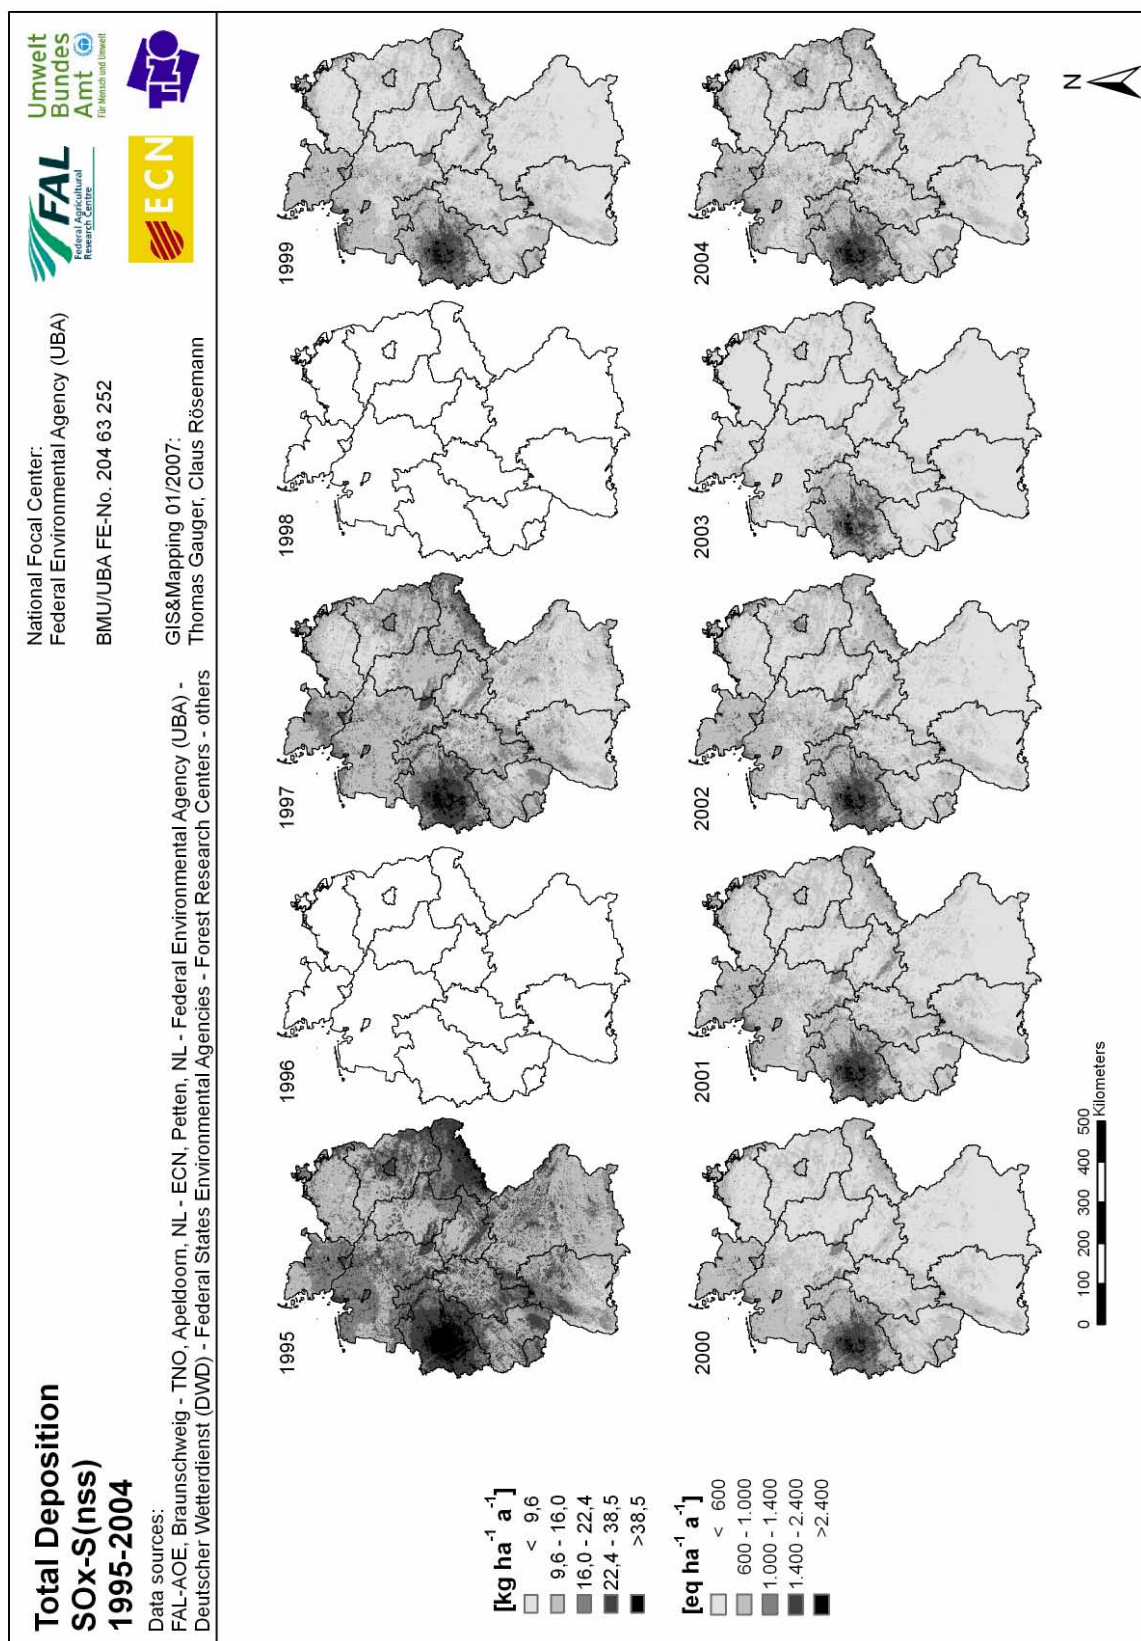 Total Deposition
SOx-S(nss)
1995-2004
Data sources:
FAL-AOE, Braunschweig - TNO, Apeldoorn, NL - ECN, Petten, NL - Federal Environmental Agency (UBA) -
Deutscher Wetterdienst (DWD) - Federal States Environmental Agencies - Forest Research Centers - others
National Focal Center:
Federal Environmental Agency (UBA)
BMU/UBA FE-No. 204 63 252
GIS&Mapping 01/2007:
Thomas Gauger, Claus Rösemann
FAL
Federal Agricultural
Research Centre
Umwelt
Bundes
Amt
Für Mensch und Umwelt
ECN
TNO
[kg ha⁻¹ a⁻¹]
< 9,6
9,6 - 16,0
16,0 - 22,4
22,4 - 38,5
>38,5
[eq ha⁻¹ a⁻¹]
< 600
600 - 1.000
1.000 - 1.400
1.400 - 2.400
>2.400
1995
1996
1997
1998
1999
2000
2001
2002
2003
2004
0 100 200 300 400 500
Kilometers
N